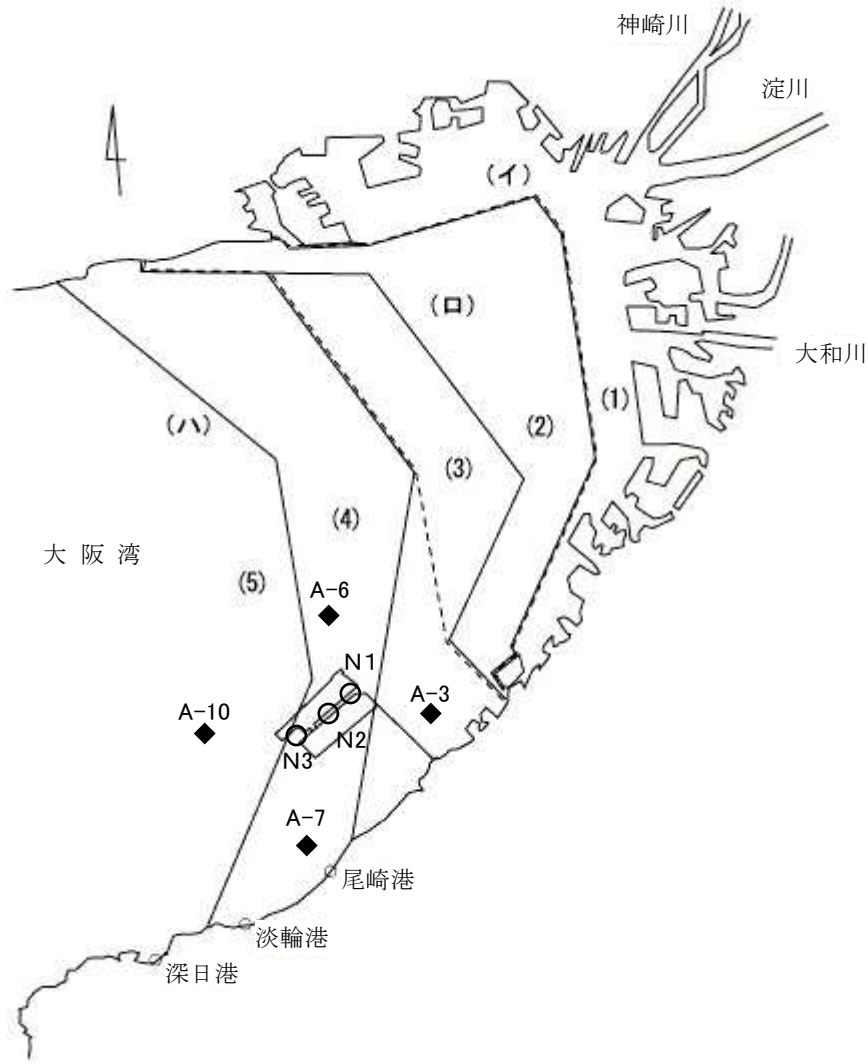 神崎川
淀川
(イ)
(ロ)
大和川
(1)
(ハ)
(2)
(3)
(4)
大 阪 湾
(5)
A-6
N1
A-10
A-3
N2
N3
A-7
尾崎港
淡輪港
深日港